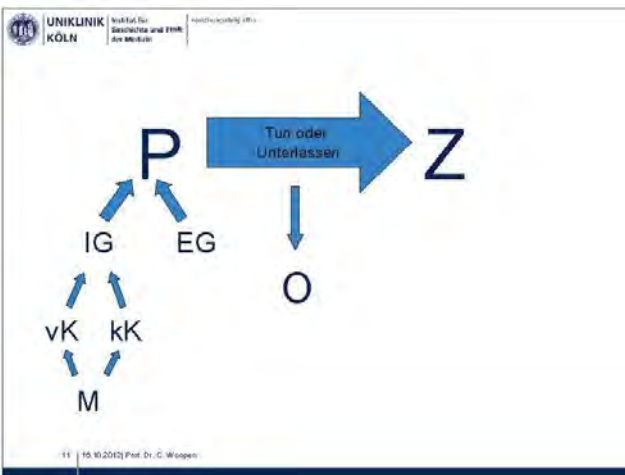 UNIKLINIK
KÖLN
Institut für
Geschichte und Ethik
der Medizin
P
Tun oder
Unterlassen
Z
IG EG
O
vK kK
M
11 | 16.10.2012| Prof. Dr. C. Woopen